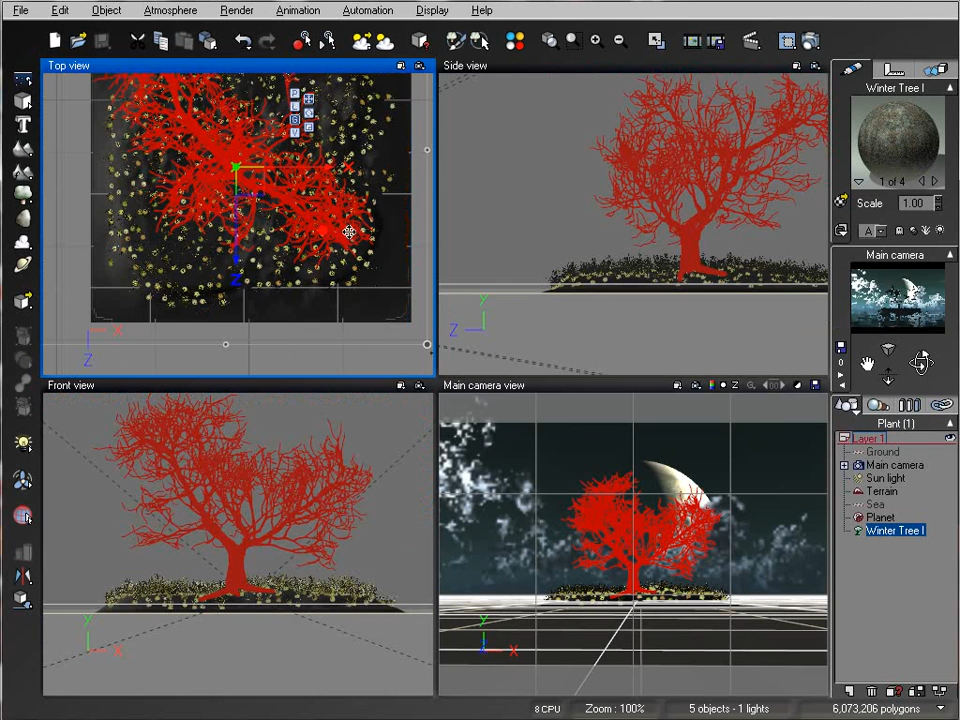 File Edit Object Atmosphere Render Animation Automation Display Help
Top view
Side view
Winter Tree I
1 of 4
Scale 1.00
A
Main camera
0
P
L
G
V
X
Z
Z
Y
Z
Front view
Main camera view
Z
Plant (1)
Layer 1
Ground
Main camera
Sun light
Terrain
Sea
Planet
Winter Tree I
Y
X
Y
X
8 CPU Zoom : 100% 5 objects - 1 lights 6,073,206 polygons